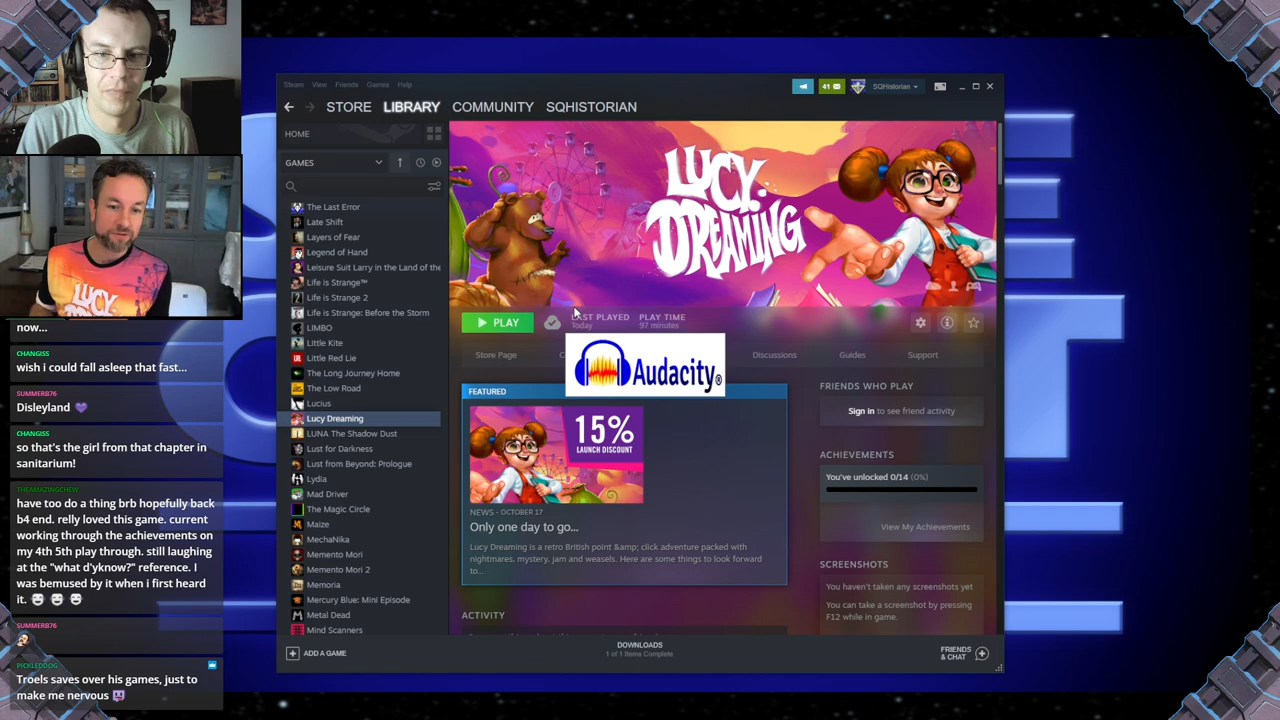 Steam View Friends Games Help
41 SQHistorian
STORE LIBRARY COMMUNITY SQHISTORIAN
HOME
GAMES
The Last Error
Late Shift
Layers of Fear
Legend of Hand
Leisure Suit Larry in the Land of the
Life is Strange™
Life is Strange 2
Life is Strange: Before the Storm
LIMBO
Little Kite
Little Red Lie
The Long Journey Home
The Low Road
Lucius
Lucy Dreaming
LUNA The Shadow Dust
Lust for Darkness
Lust from Beyond: Prologue
Lydia
Mad Driver
The Magic Circle
Maize
MechaNika
Memento Mori
Memento Mori 2
Memoria
Mercury Blue: Mini Episode
Metal Dead
Mind Scanners
ADD A GAME
LUCY
DREAMING
PLAY
LAST PLAYED
Today
PLAY TIME
97 minutes
Store Page
Discussions
Guides
Support
Audacity®
FEATURED
15%
LAUNCH DISCOUNT
NEWS - OCTOBER 17
Only one day to go...
Lucy Dreaming is a retro British point &amp; click adventure packed with
nightmares, mystery, jam and weasels. Here are some things to look forward
to...
ACTIVITY
FRIENDS WHO PLAY
Sign in to see friend activity
ACHIEVEMENTS
You've unlocked 0/14 (0%)
View My Achievements
SCREENSHOTS
You haven't taken any screenshots yet
You can take a screenshot by pressing
F12 while in game.
DOWNLOADS
1 of 1 Items Complete
FRIENDS
& CHAT
LUCY
now...
CHANGISS
wish i could fall asleep that fast...
SUMMERB76
Disleyland 💜
CHANGISS
so that's the girl from that chapter in
sanitarium!
THEAMAZINGCHEW
have too do a thing brb hopefully back
b4 end. relly loved this game. current
working through the achievements on
my 4th 5th play through. still laughing
at the "what d'yknow?" reference. I
was bemused by it when i first heard
it.
SUMMERB76
PICKLEDDOG
Troels saves over his games, just to
make me nervous